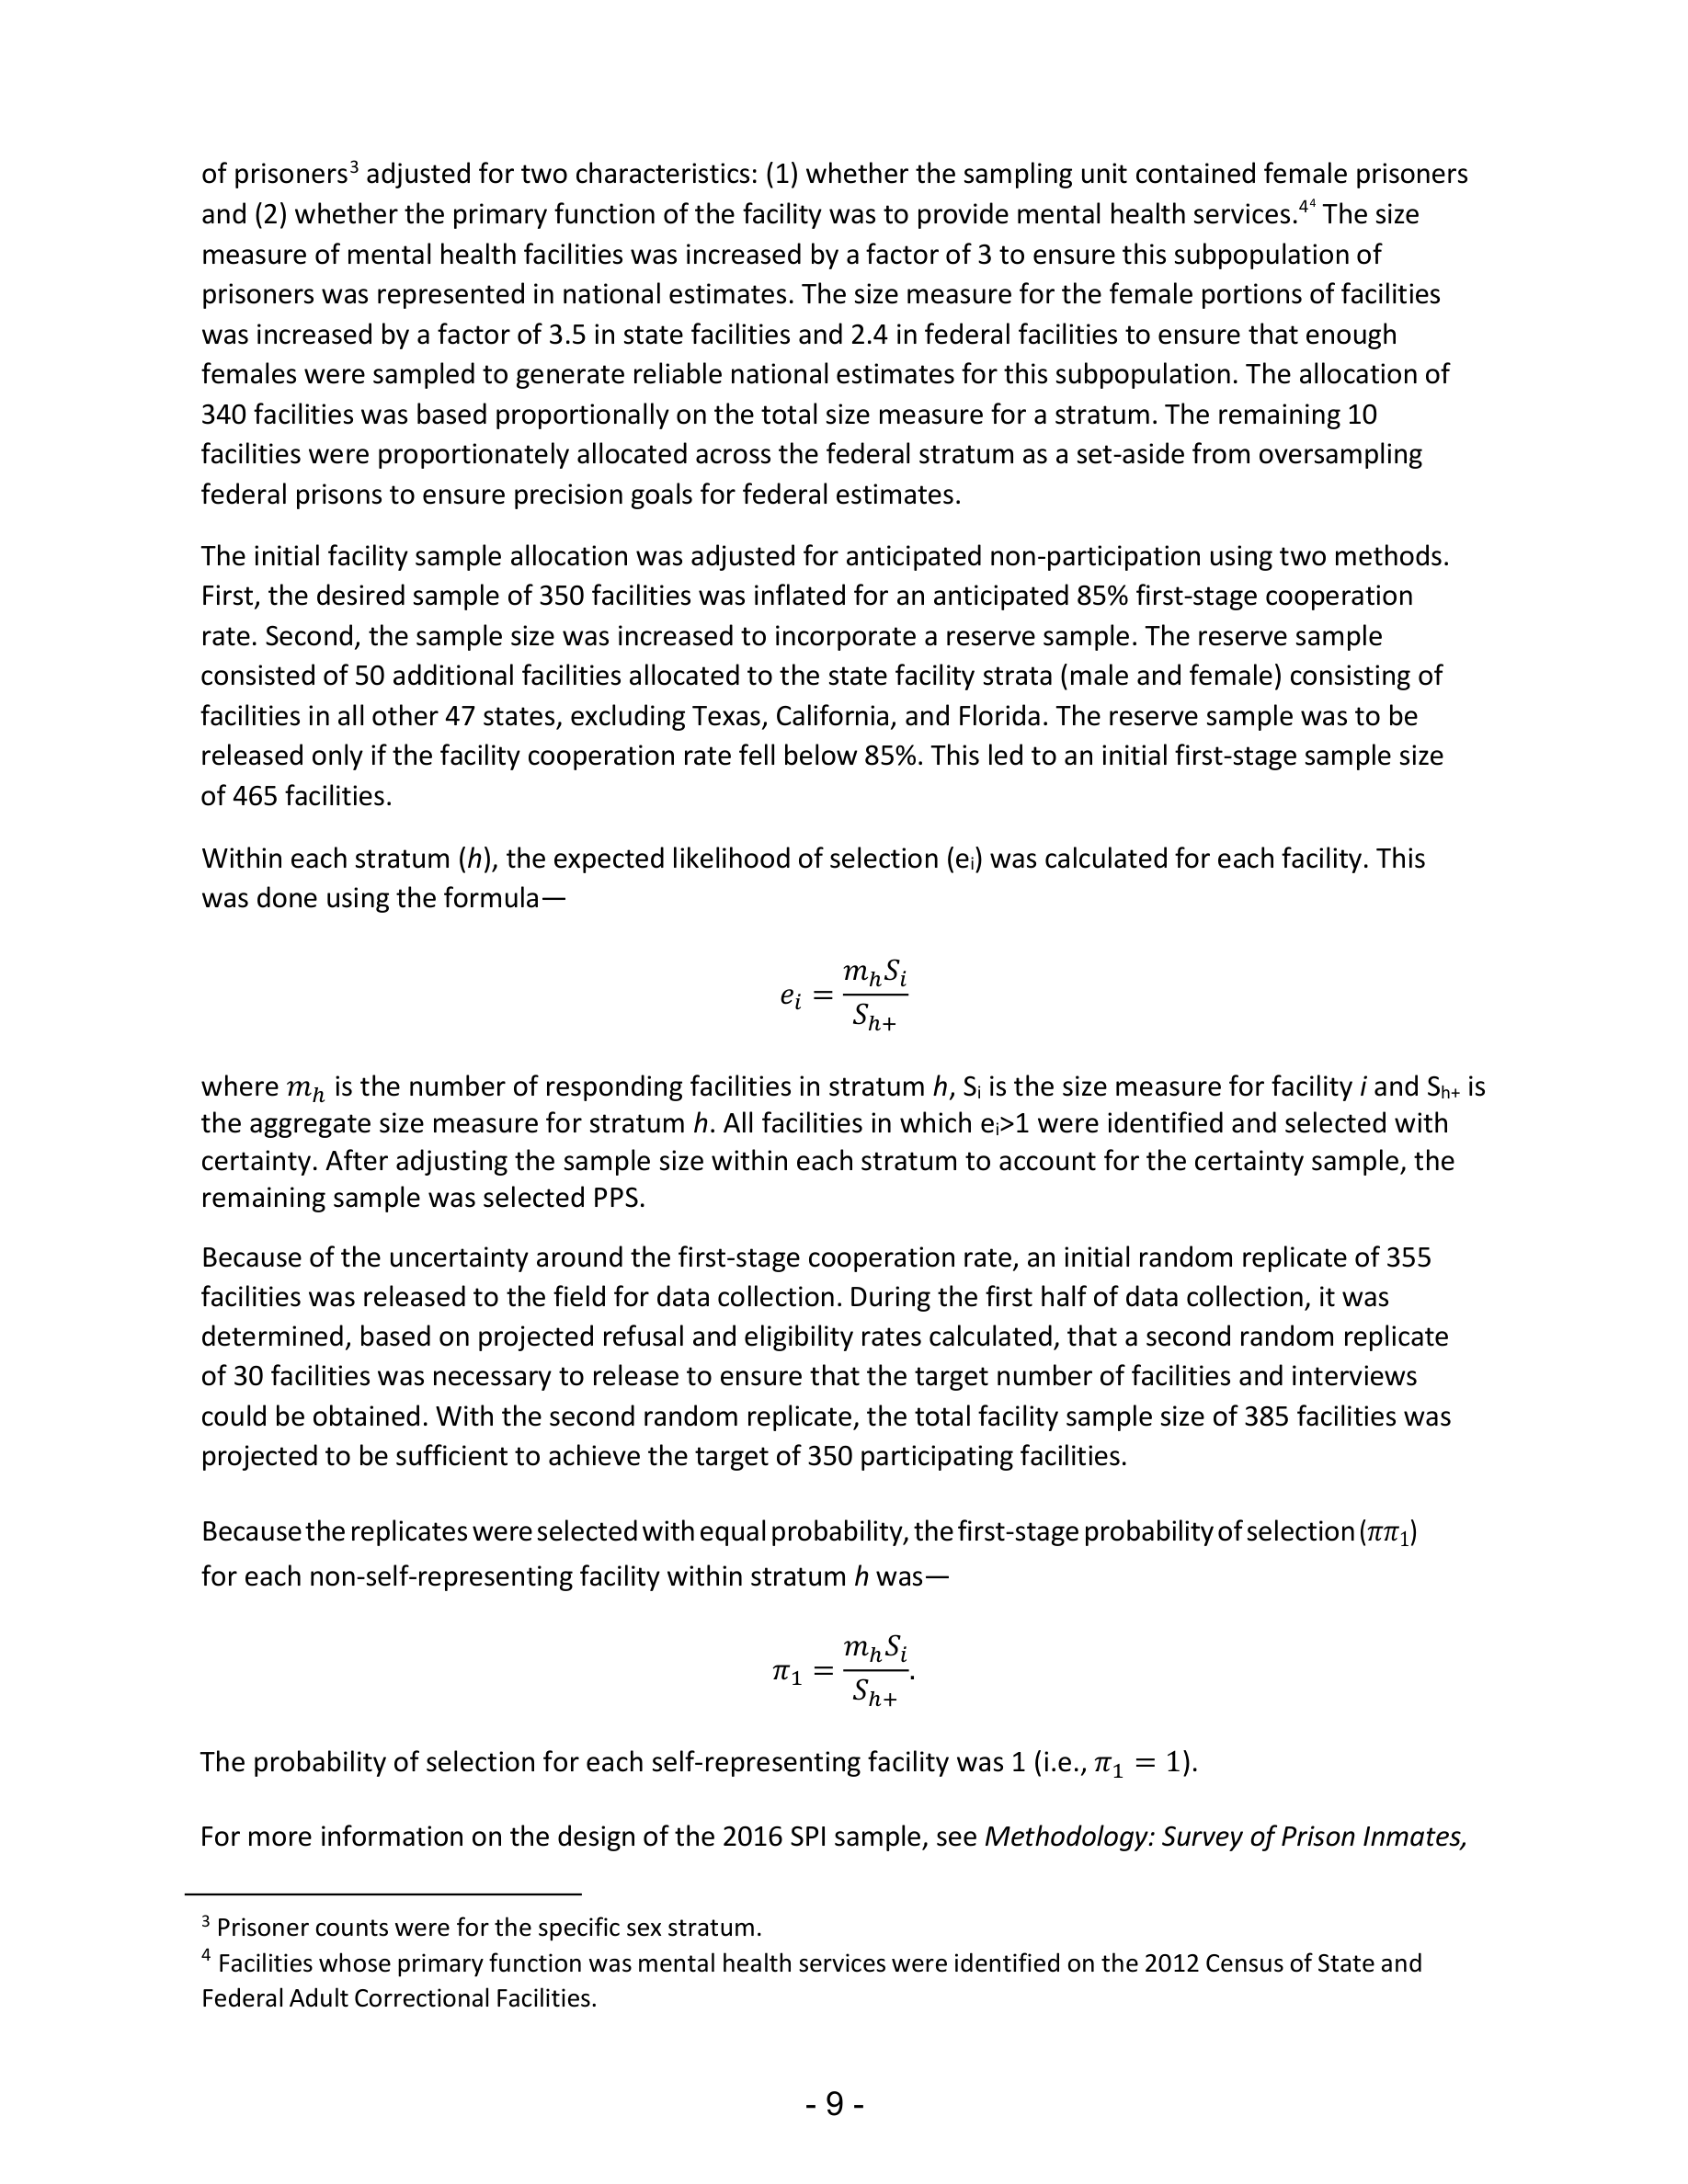 of prisoners³ adjusted for two characteristics: (1) whether the sampling unit contained female prisoners
and (2) whether the primary function of the facility was to provide mental health services.⁴⁴ The size
measure of mental health facilities was increased by a factor of 3 to ensure this subpopulation of
prisoners was represented in national estimates. The size measure for the female portions of facilities
was increased by a factor of 3.5 in state facilities and 2.4 in federal facilities to ensure that enough
females were sampled to generate reliable national estimates for this subpopulation. The allocation of
340 facilities was based proportionally on the total size measure for a stratum. The remaining 10
facilities were proportionately allocated across the federal stratum as a set-aside from oversampling
federal prisons to ensure precision goals for federal estimates.
The initial facility sample allocation was adjusted for anticipated non-participation using two methods.
First, the desired sample of 350 facilities was inflated for an anticipated 85% first-stage cooperation
rate. Second, the sample size was increased to incorporate a reserve sample. The reserve sample
consisted of 50 additional facilities allocated to the state facility strata (male and female) consisting of
facilities in all other 47 states, excluding Texas, California, and Florida. The reserve sample was to be
released only if the facility cooperation rate fell below 85%. This led to an initial first-stage sample size
of 465 facilities.
Within each stratum (h), the expected likelihood of selection (eᵢ) was calculated for each facility. This
was done using the formula—
eᵢ = mₕSᵢ / Sₕ₊
where mₕ is the number of responding facilities in stratum h, Sᵢ is the size measure for facility i and Sₕ₊ is
the aggregate size measure for stratum h. All facilities in which eᵢ>1 were identified and selected with
certainty. After adjusting the sample size within each stratum to account for the certainty sample, the
remaining sample was selected PPS.
Because of the uncertainty around the first-stage cooperation rate, an initial random replicate of 355
facilities was released to the field for data collection. During the first half of data collection, it was
determined, based on projected refusal and eligibility rates calculated, that a second random replicate
of 30 facilities was necessary to release to ensure that the target number of facilities and interviews
could be obtained. With the second random replicate, the total facility sample size of 385 facilities was
projected to be sufficient to achieve the target of 350 participating facilities.
Because the replicates were selected with equal probability, the first-stage probability of selection (ππ₁)
for each non-self-representing facility within stratum h was—
π₁ = mₕSᵢ / Sₕ₊.
The probability of selection for each self-representing facility was 1 (i.e., π₁ = 1).
For more information on the design of the 2016 SPI sample, see Methodology: Survey of Prison Inmates,
³ Prisoner counts were for the specific sex stratum.
⁴ Facilities whose primary function was mental health services were identified on the 2012 Census of State and
Federal Adult Correctional Facilities.
- 9 -